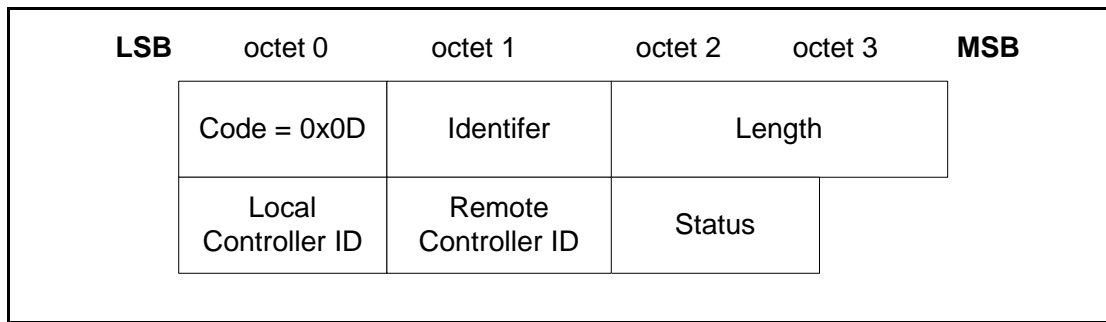 LSB octet 0 octet 1 octet 2 octet 3 MSB
Code = 0x0D Identifer Length
Local Remote Status
Controller ID Controller ID